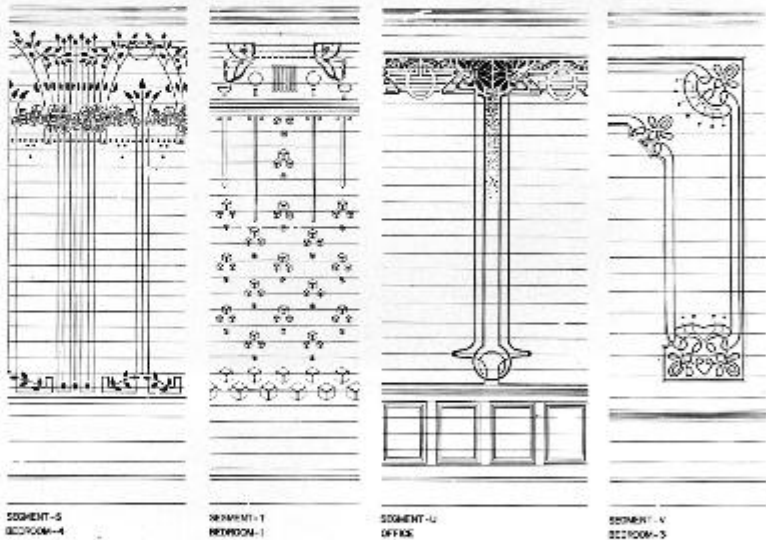 SEGMENT-S
BEDROOM-4
SEGMENT-T
BEDROOM-1
SEGMENT-U
OFFICE
SEGMENT-V
BEDROOM-3